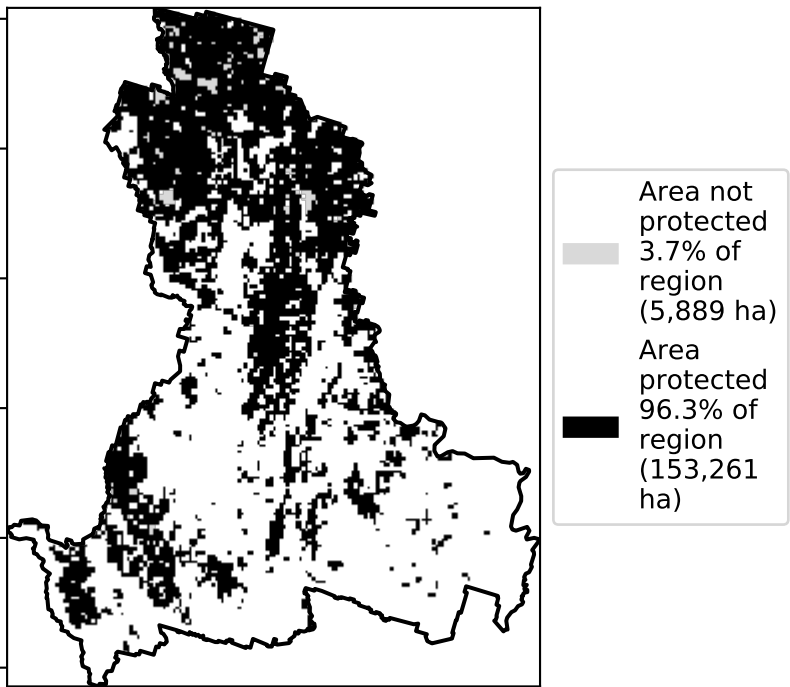 Area not
protected
3.7% of
region
(5,889 ha)
Area
protected
96.3% of
region
(153,261
ha)